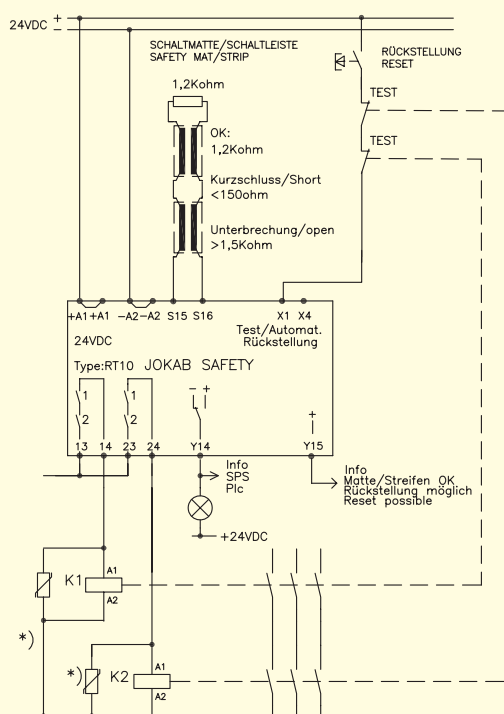 24VDC + −
SCHALTMATTE/SCHALTLEISTE
SAFETY MAT/STRIP
RÜCKSTELLUNG
RESET
1,2Kohm
TEST
OK:
1,2Kohm
TEST
Kurzschluss/Short
<150ohm
Unterbrechung/open
>1,5Kohm
+A1 +A1 −A2 −A2 S15 S16 X1 X4
Test/Automat.
Rückstellung
24VDC
Type:RT10 JOKAB SAFETY
1 1 − +
2 2 +
13 14 23 24 Y14 Y15
Info
SPS
Plc
Info
Matte/Streifen OK
Rückstellung möglich
Reset possible
+24VDC
K1 A1
A2
*)
*) K2 A1
A2